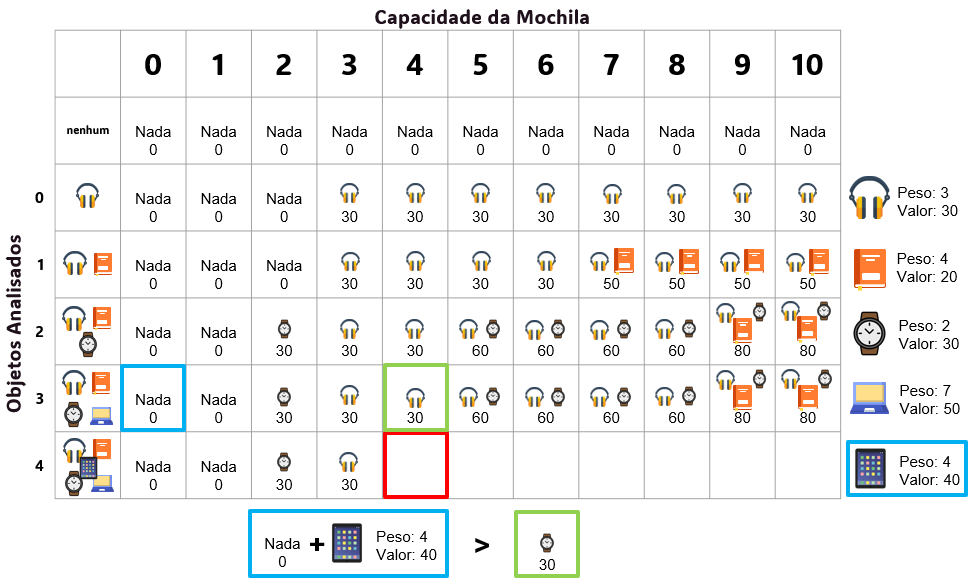 Capacidade da Mochila
0 1 2 3 4 5 6 7 8 9 10
Objetos Analisados
nenhum
Nada Nada Nada Nada Nada Nada Nada Nada Nada Nada Nada
0 0 0 0 0 0 0 0 0 0 0
0
Nada Nada Nada
0 0 0 30 30 30 30 30 30 30 30
Peso: 3
Valor: 30
1
Nada Nada Nada
0 0 0 30 30 30 30 50 50 50 50
Peso: 4
Valor: 20
2
Nada Nada
0 0 30 30 30 60 60 60 60 80 80
Peso: 2
Valor: 30
3
Nada Nada
0 0 30 30 30 60 60 60 60 80 80
Peso: 7
Valor: 50
4
Nada Nada
0 0 30 30
Peso: 4
Valor: 40
Nada + Peso: 4 >
0 Valor: 40 30